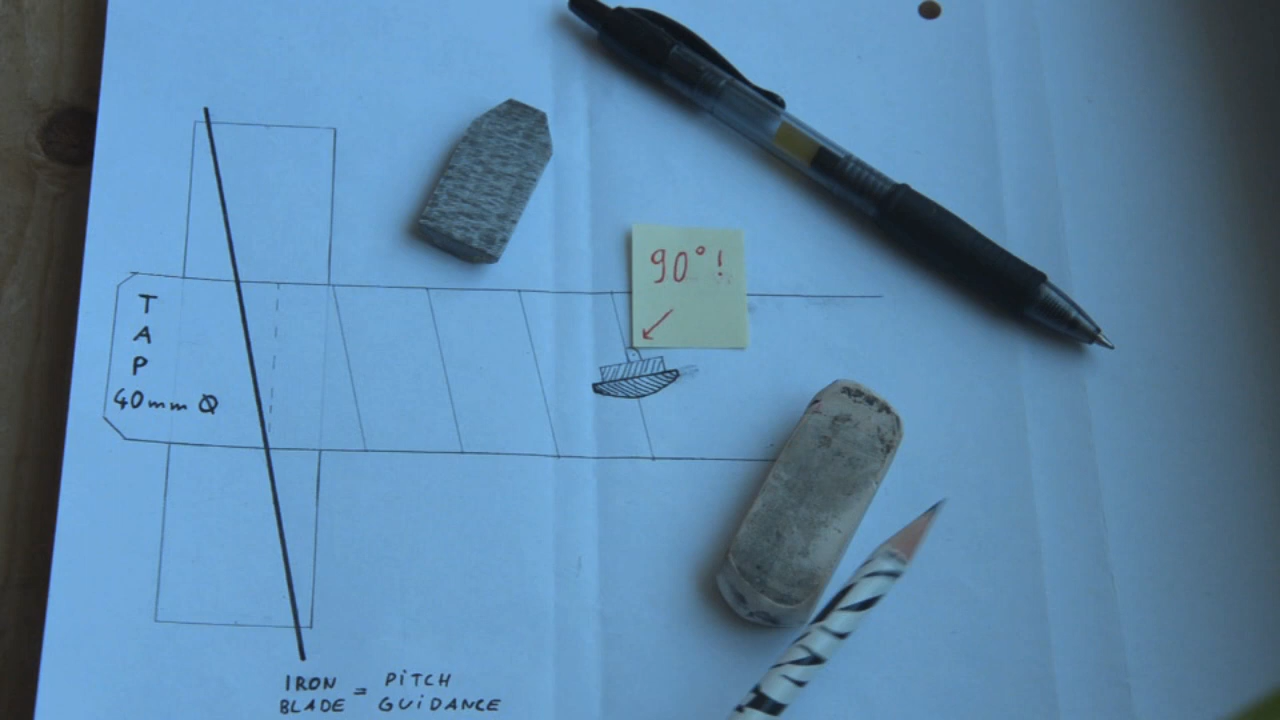 90°!
T
A
P
40mm Ø
IRON BLADE = PITCH GUIDANCE